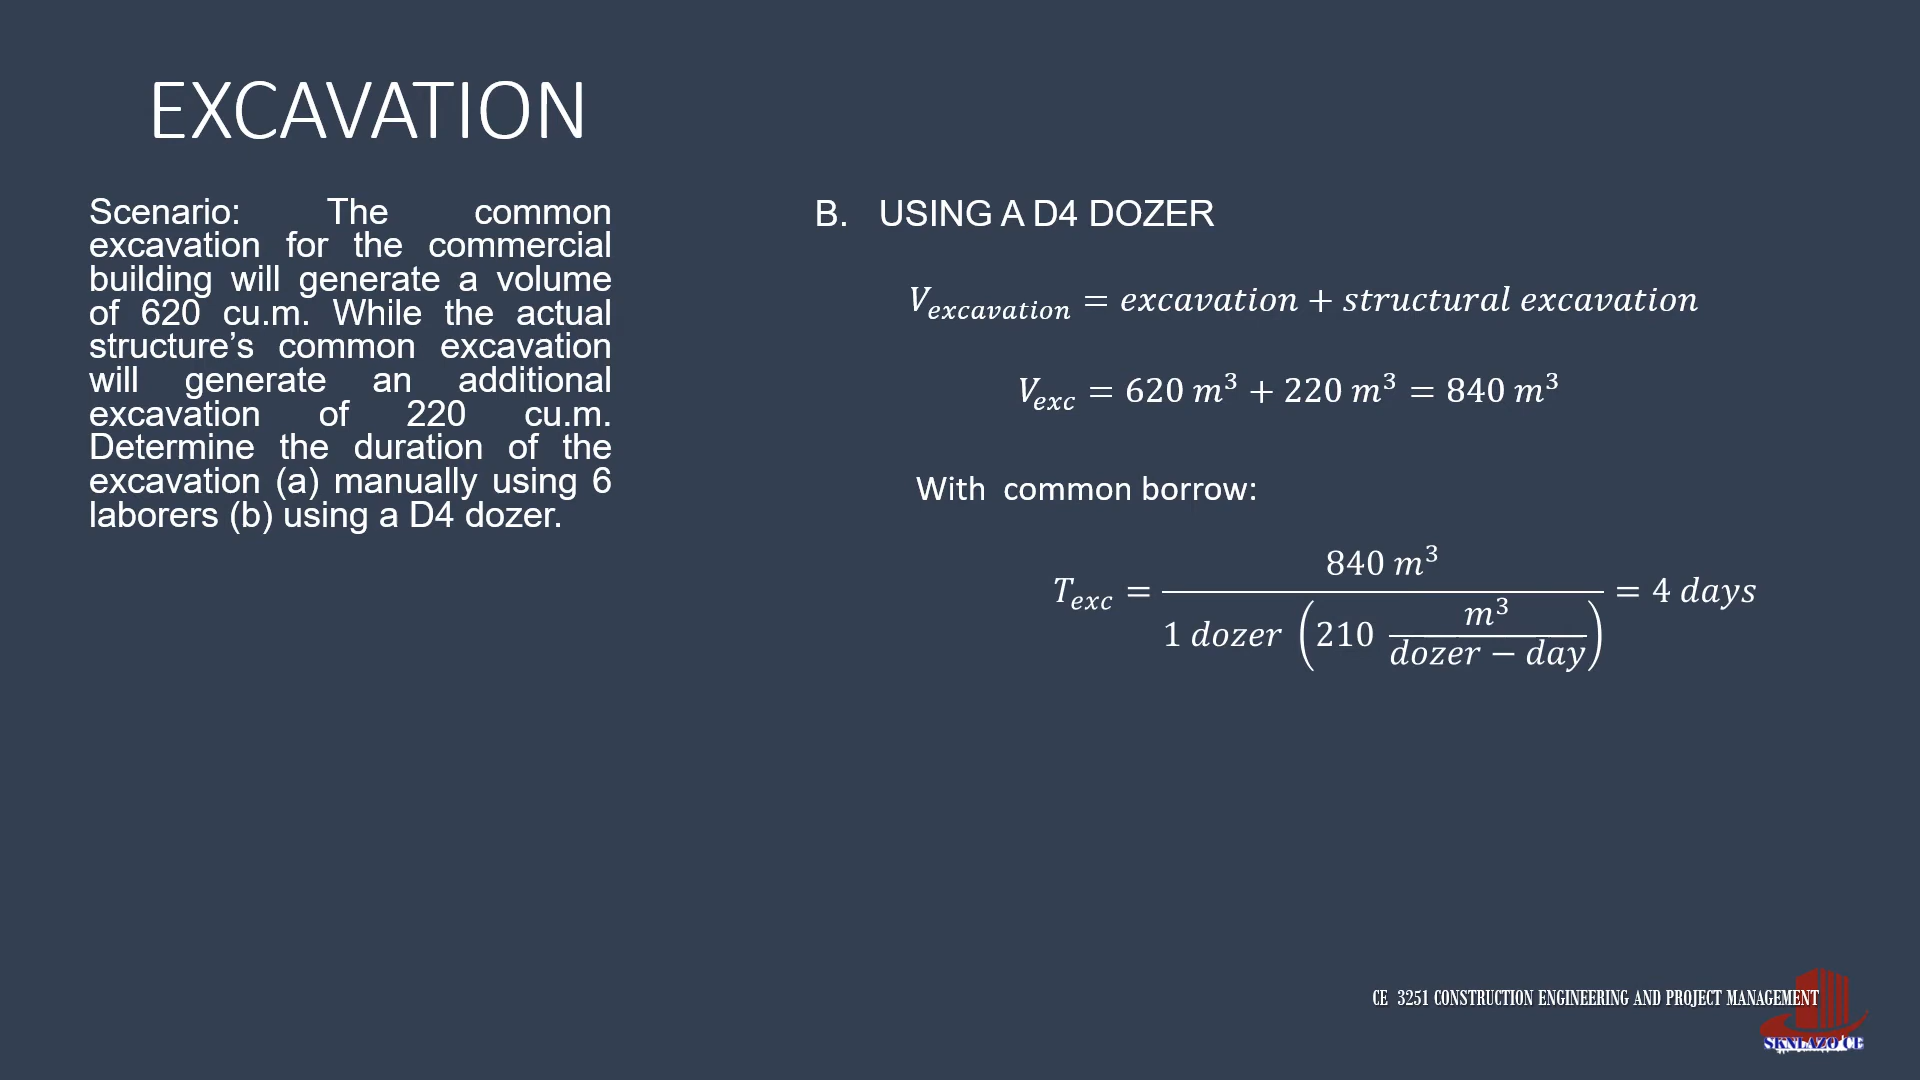 EXCAVATION
Scenario: The common
excavation for the commercial
building will generate a volume
of 620 cu.m. While the actual
structure's common excavation
will generate an additional
excavation of 220 cu.m.
Determine the duration of the
excavation (a) manually using 6
laborers (b) using a D4 dozer.
B. USING A D4 DOZER
V_excavation = excavation + structural excavation
V_exc = 620 m³ + 220 m³ = 840 m³
With common borrow:
T_exc = 840 m³ / 1 dozer (210 m³/dozer − day) = 4 days
CE 3251 CONSTRUCTION ENGINEERING AND PROJECT MANAGEMENT
SKNLAZO CE